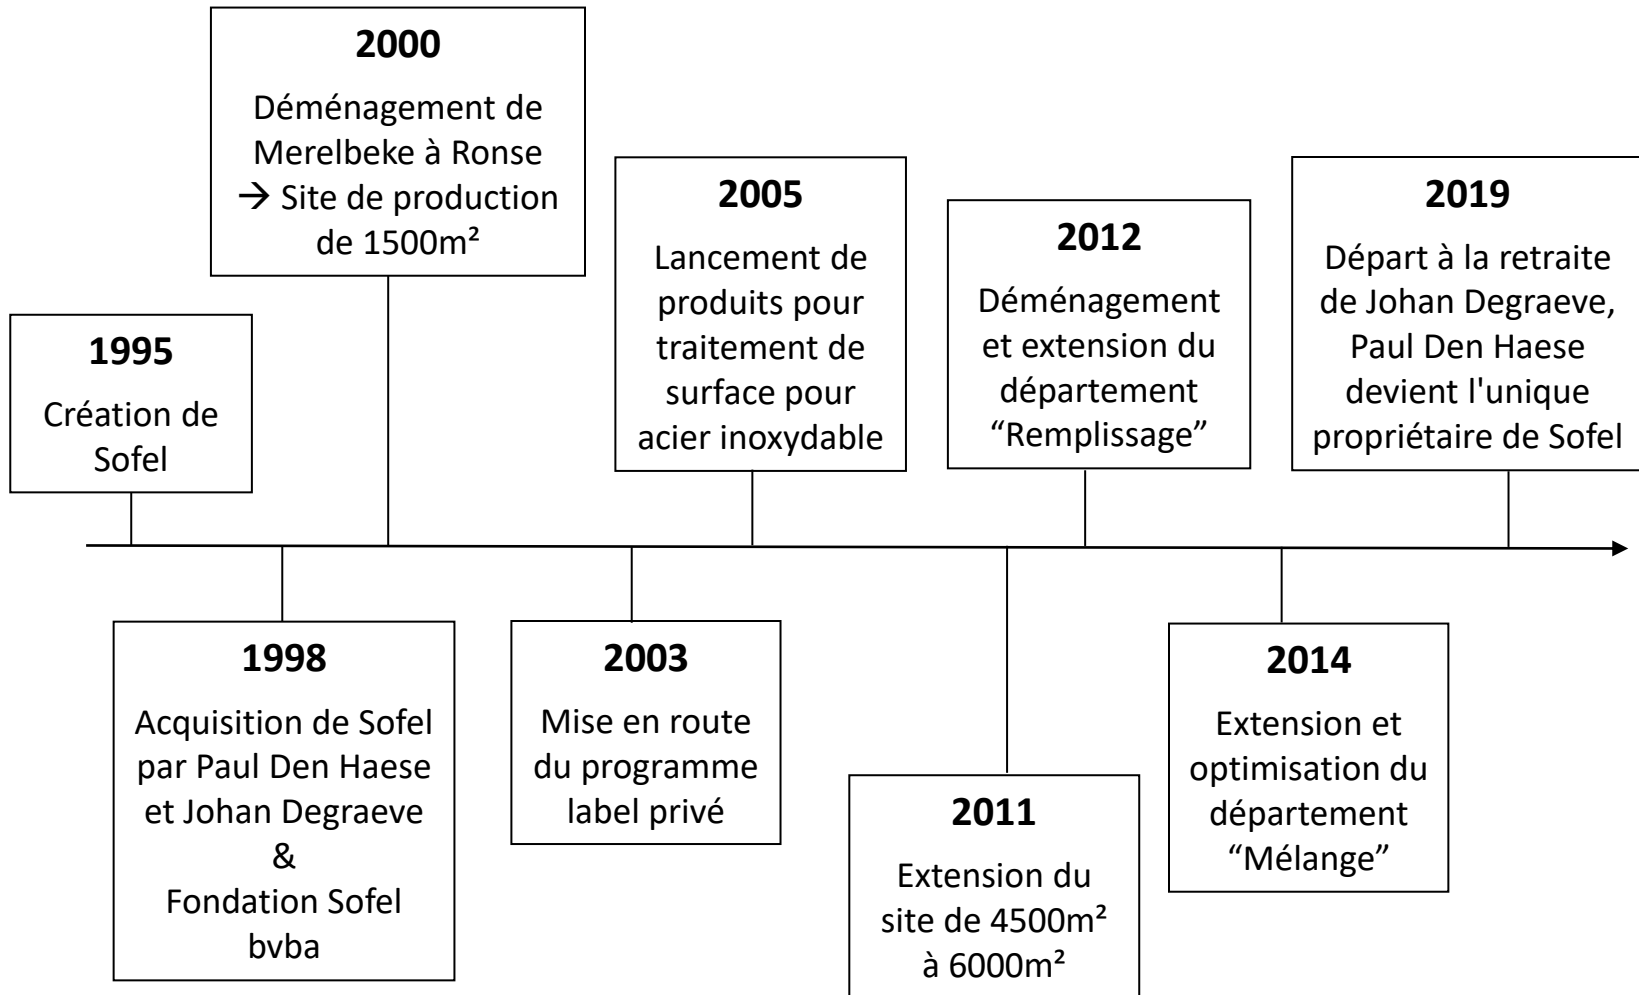 1995
Création de
Sofel
1998
Acquisition de Sofel
par Paul Den Haese
et Johan Degraeve
&
Fondation Sofel
bvba
2000
Déménagement de
Merelbeke à Ronse
→ Site de production
de 1500m²
2003
Mise en route
du programme
label privé
2005
Lancement de
produits pour
traitement de
surface pour
acier inoxydable
2011
Extension du
site de 4500m²
à 6000m²
2012
Déménagement
et extension du
département
“Remplissage”
2014
Extension et
optimisation du
département
“Mélange”
2019
Départ à la retraite
de Johan Degraeve,
Paul Den Haese
devient l'unique
propriétaire de Sofel